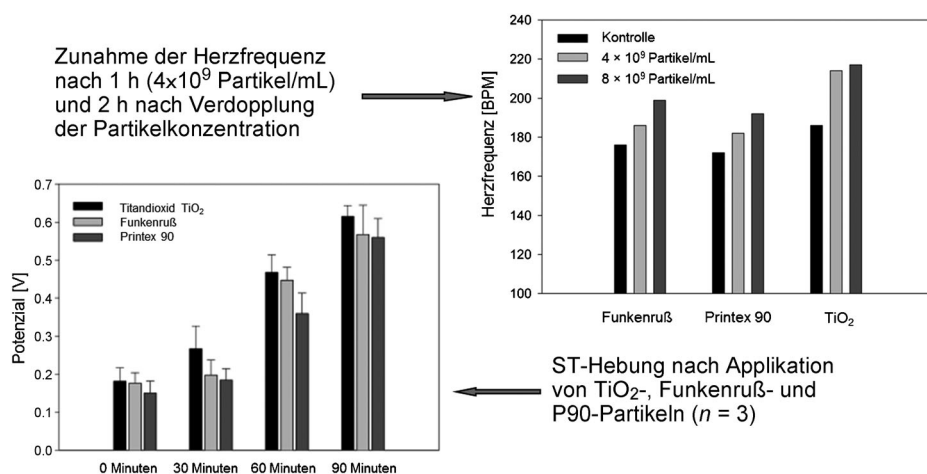 Zunahme der Herzfrequenz
nach 1 h (4x10⁹ Partikel/mL)
und 2 h nach Verdopplung
der Partikelkonzentration
Herzfrequenz [BPM]
240
220
200
180
160
140
120
100
Kontrolle
4 × 10⁹ Partikel/mL
8 × 10⁹ Partikel/mL
Funkenruß
Printex 90
TiO₂
Potenzial [V]
0.7
0.6
0.5
0.4
0.3
0.2
0.1
0.0
Titandioxid TiO₂
Funkenruß
Printex 90
0 Minuten
30 Minuten
60 Minuten
90 Minuten
ST-Hebung nach Applikation
von TiO₂-, Funkenruß- und
P90-Partikeln (n = 3)